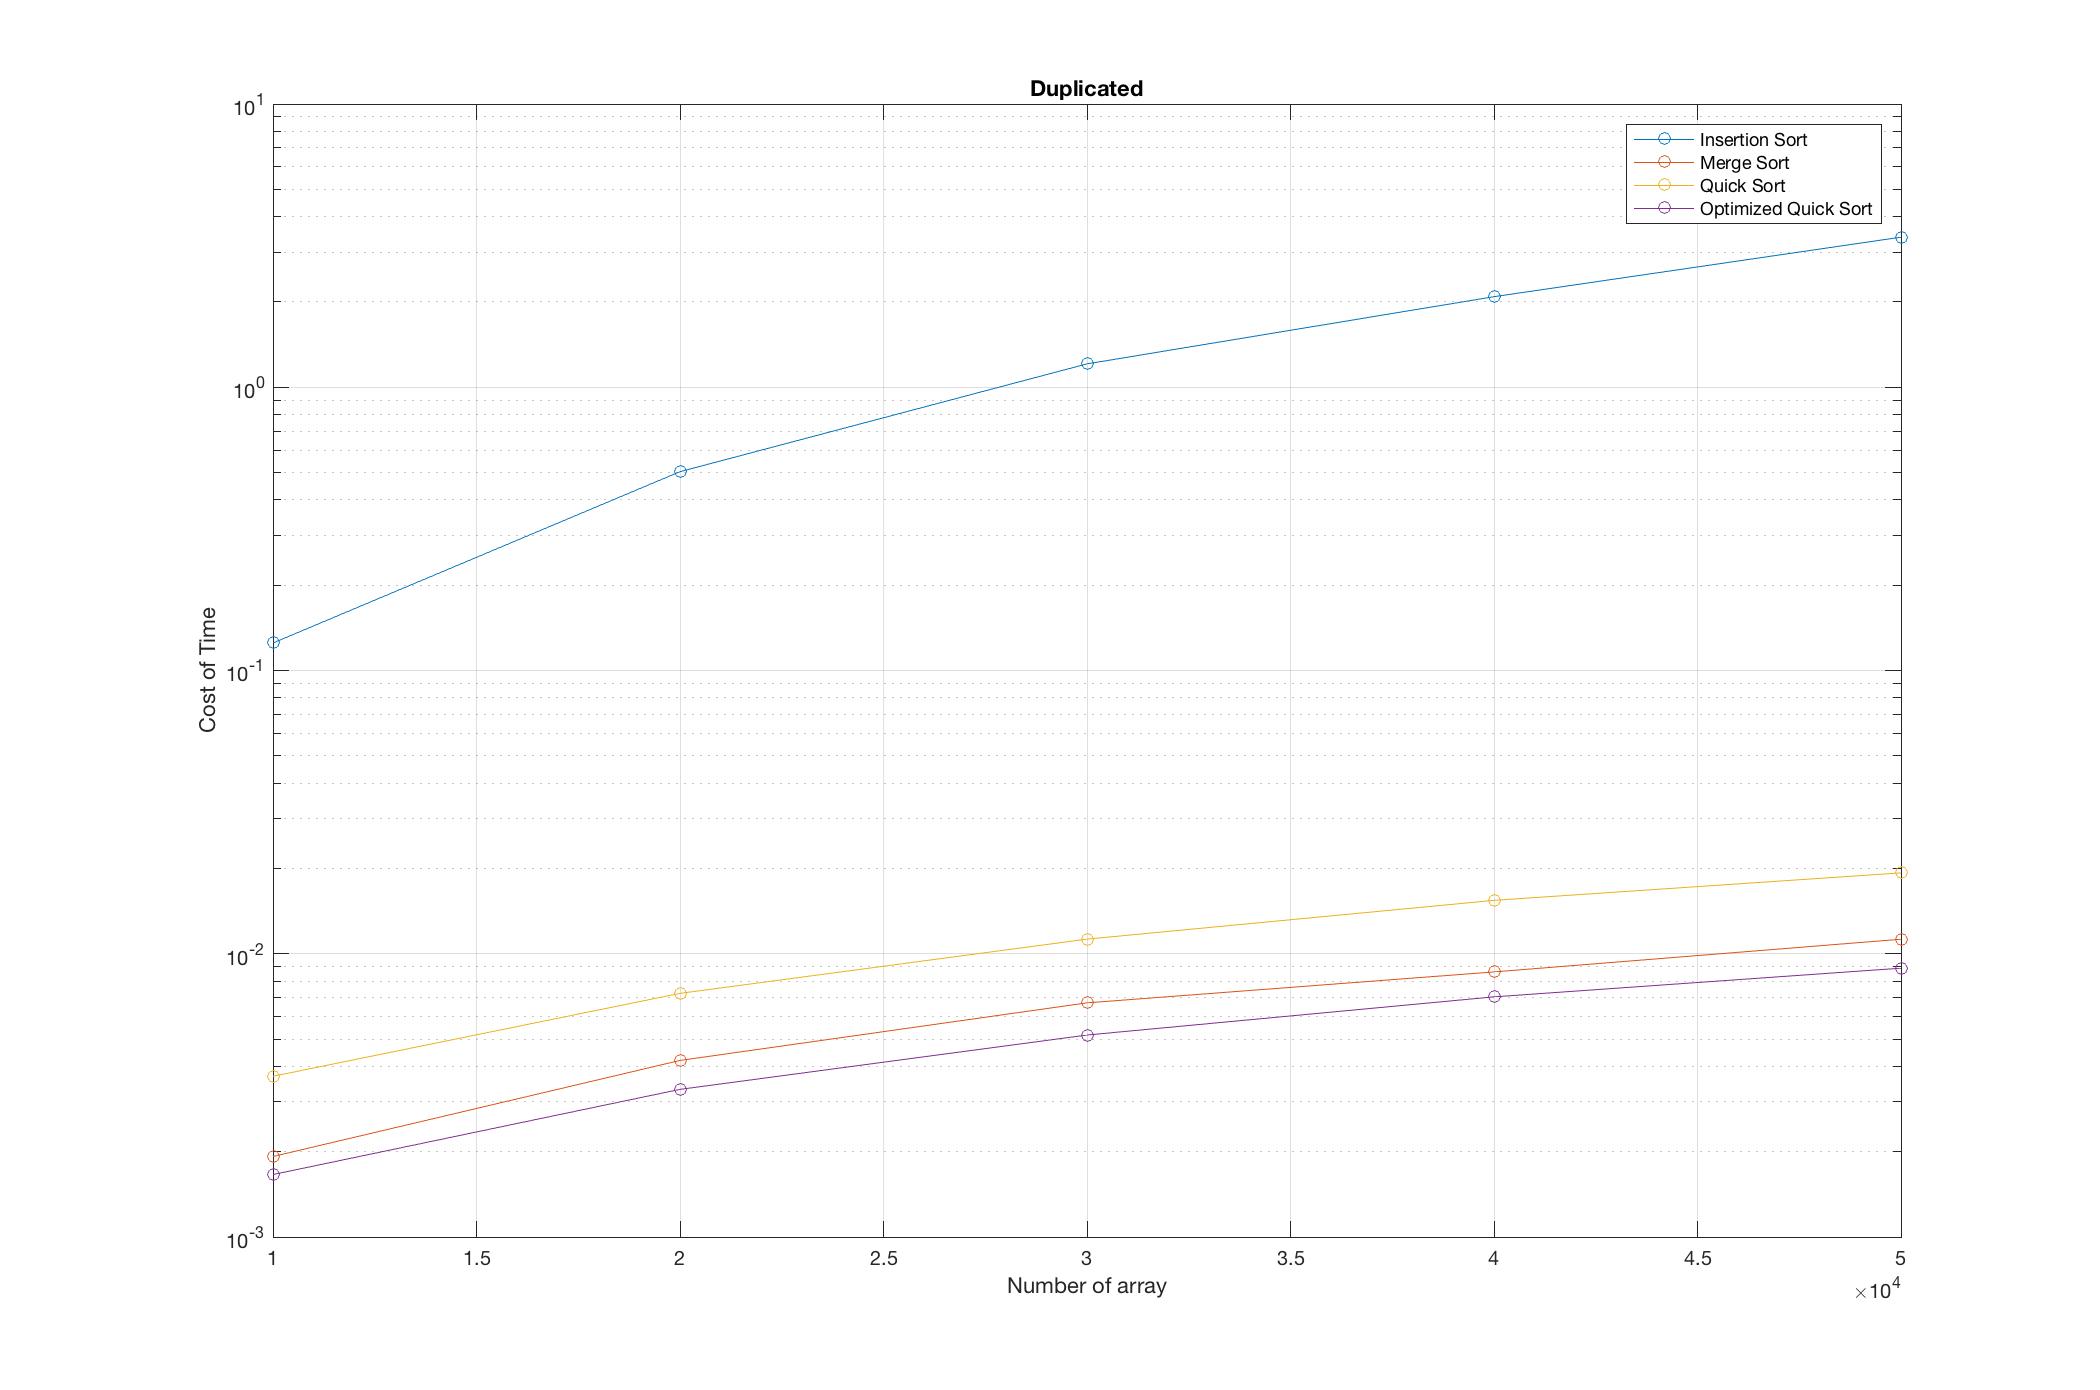 Duplicated
Insertion Sort
Merge Sort
Quick Sort
Optimized Quick Sort
10^1
10^0
10^-1
10^-2
10^-3
Cost of Time
1 1.5 2 2.5 3 3.5 4 4.5 5
Number of array
×10^4